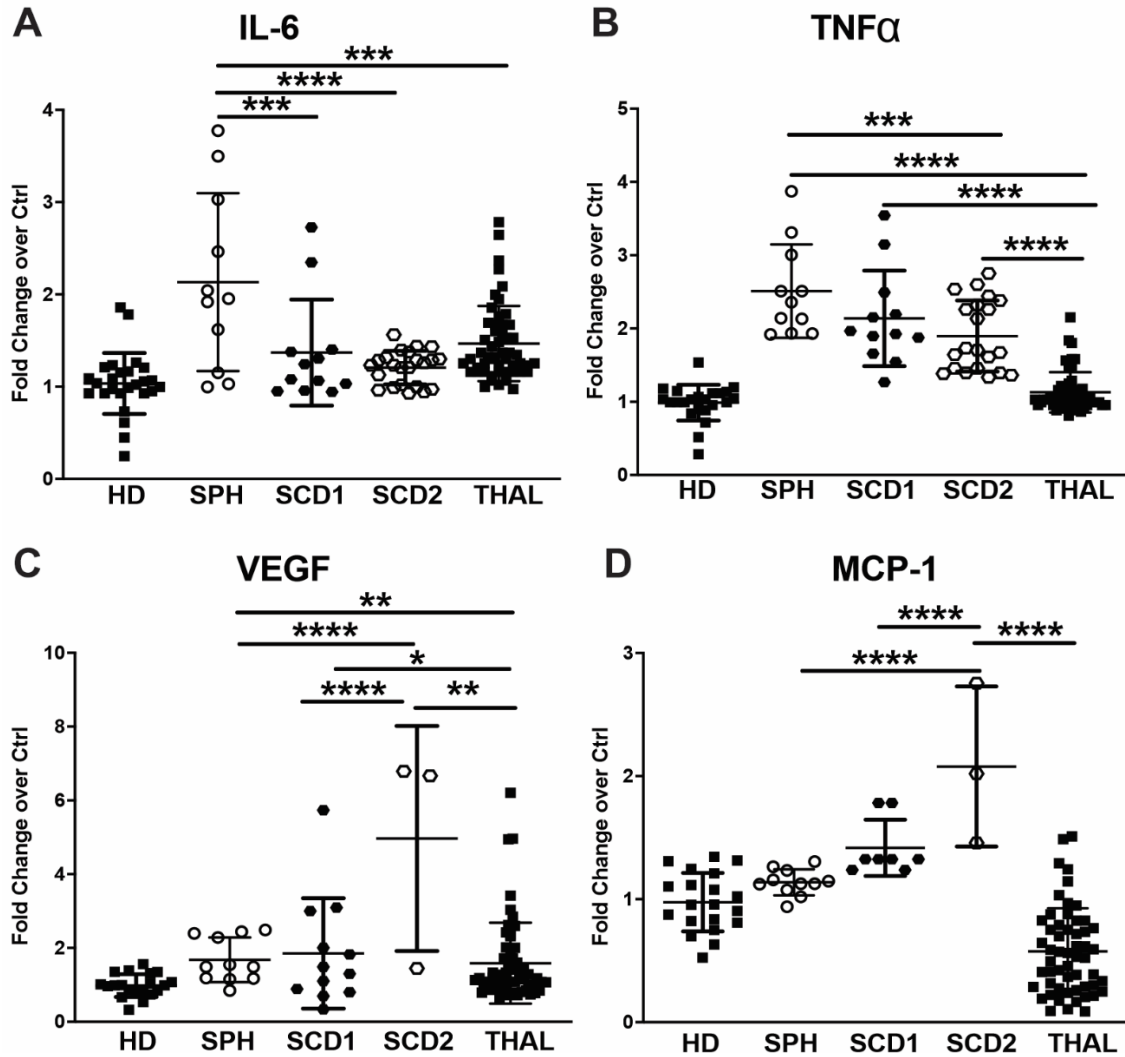 A
IL-6
***
****
***
Fold Change over Ctrl
4
3
2
1
0
HD SPH SCD1 SCD2 THAL
B
TNFα
***
****
****
****
Fold Change over Ctrl
5
4
3
2
1
0
HD SPH SCD1 SCD2 THAL
C
VEGF
**
****
*
****
**
Fold Change over Ctrl
10
8
6
4
2
0
HD SPH SCD1 SCD2 THAL
D
MCP-1
****
****
****
Fold Change over Ctrl
3
2
1
0
HD SPH SCD1 SCD2 THAL